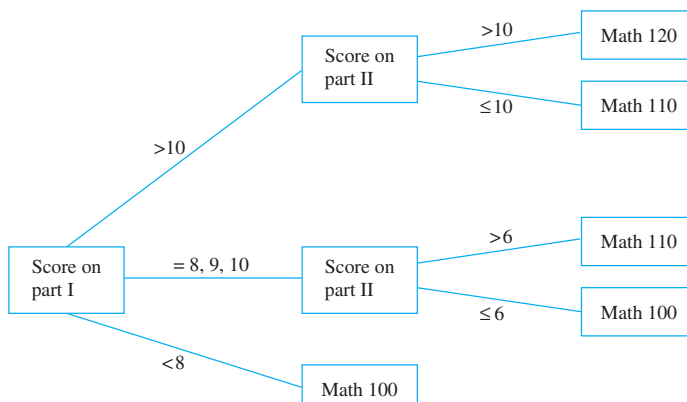 >10
Math 120
Score on
part II
≤10
Math 110
>10
>6
Math 110
Score on
part I
= 8, 9, 10
Score on
part II
≤6
Math 100
<8
Math 100